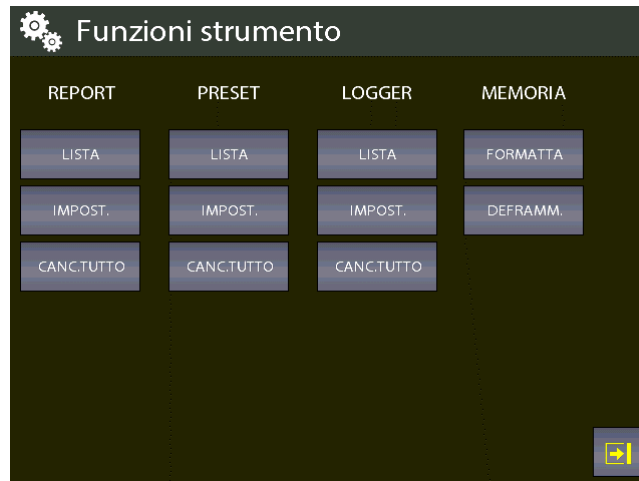 Funzioni strumento
REPORT PRESET LOGGER MEMORIA
LISTA LISTA LISTA FORMATTA
IMPOST. IMPOST. IMPOST. DEFRAMM.
CANC.TUTTO CANC.TUTTO CANC.TUTTO